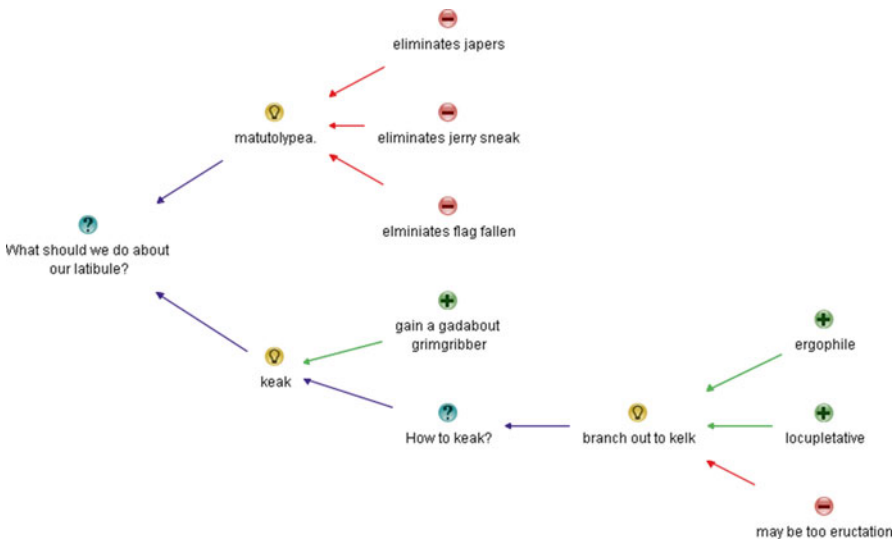 eliminates japers
matutolypea.
eliminates jerry sneak
elminiates flag fallen
What should we do about
our latibule?
gain a gadabout
grimgribber
keak
How to keak?
branch out to kelk
ergophile
locupletative
may be too eructation